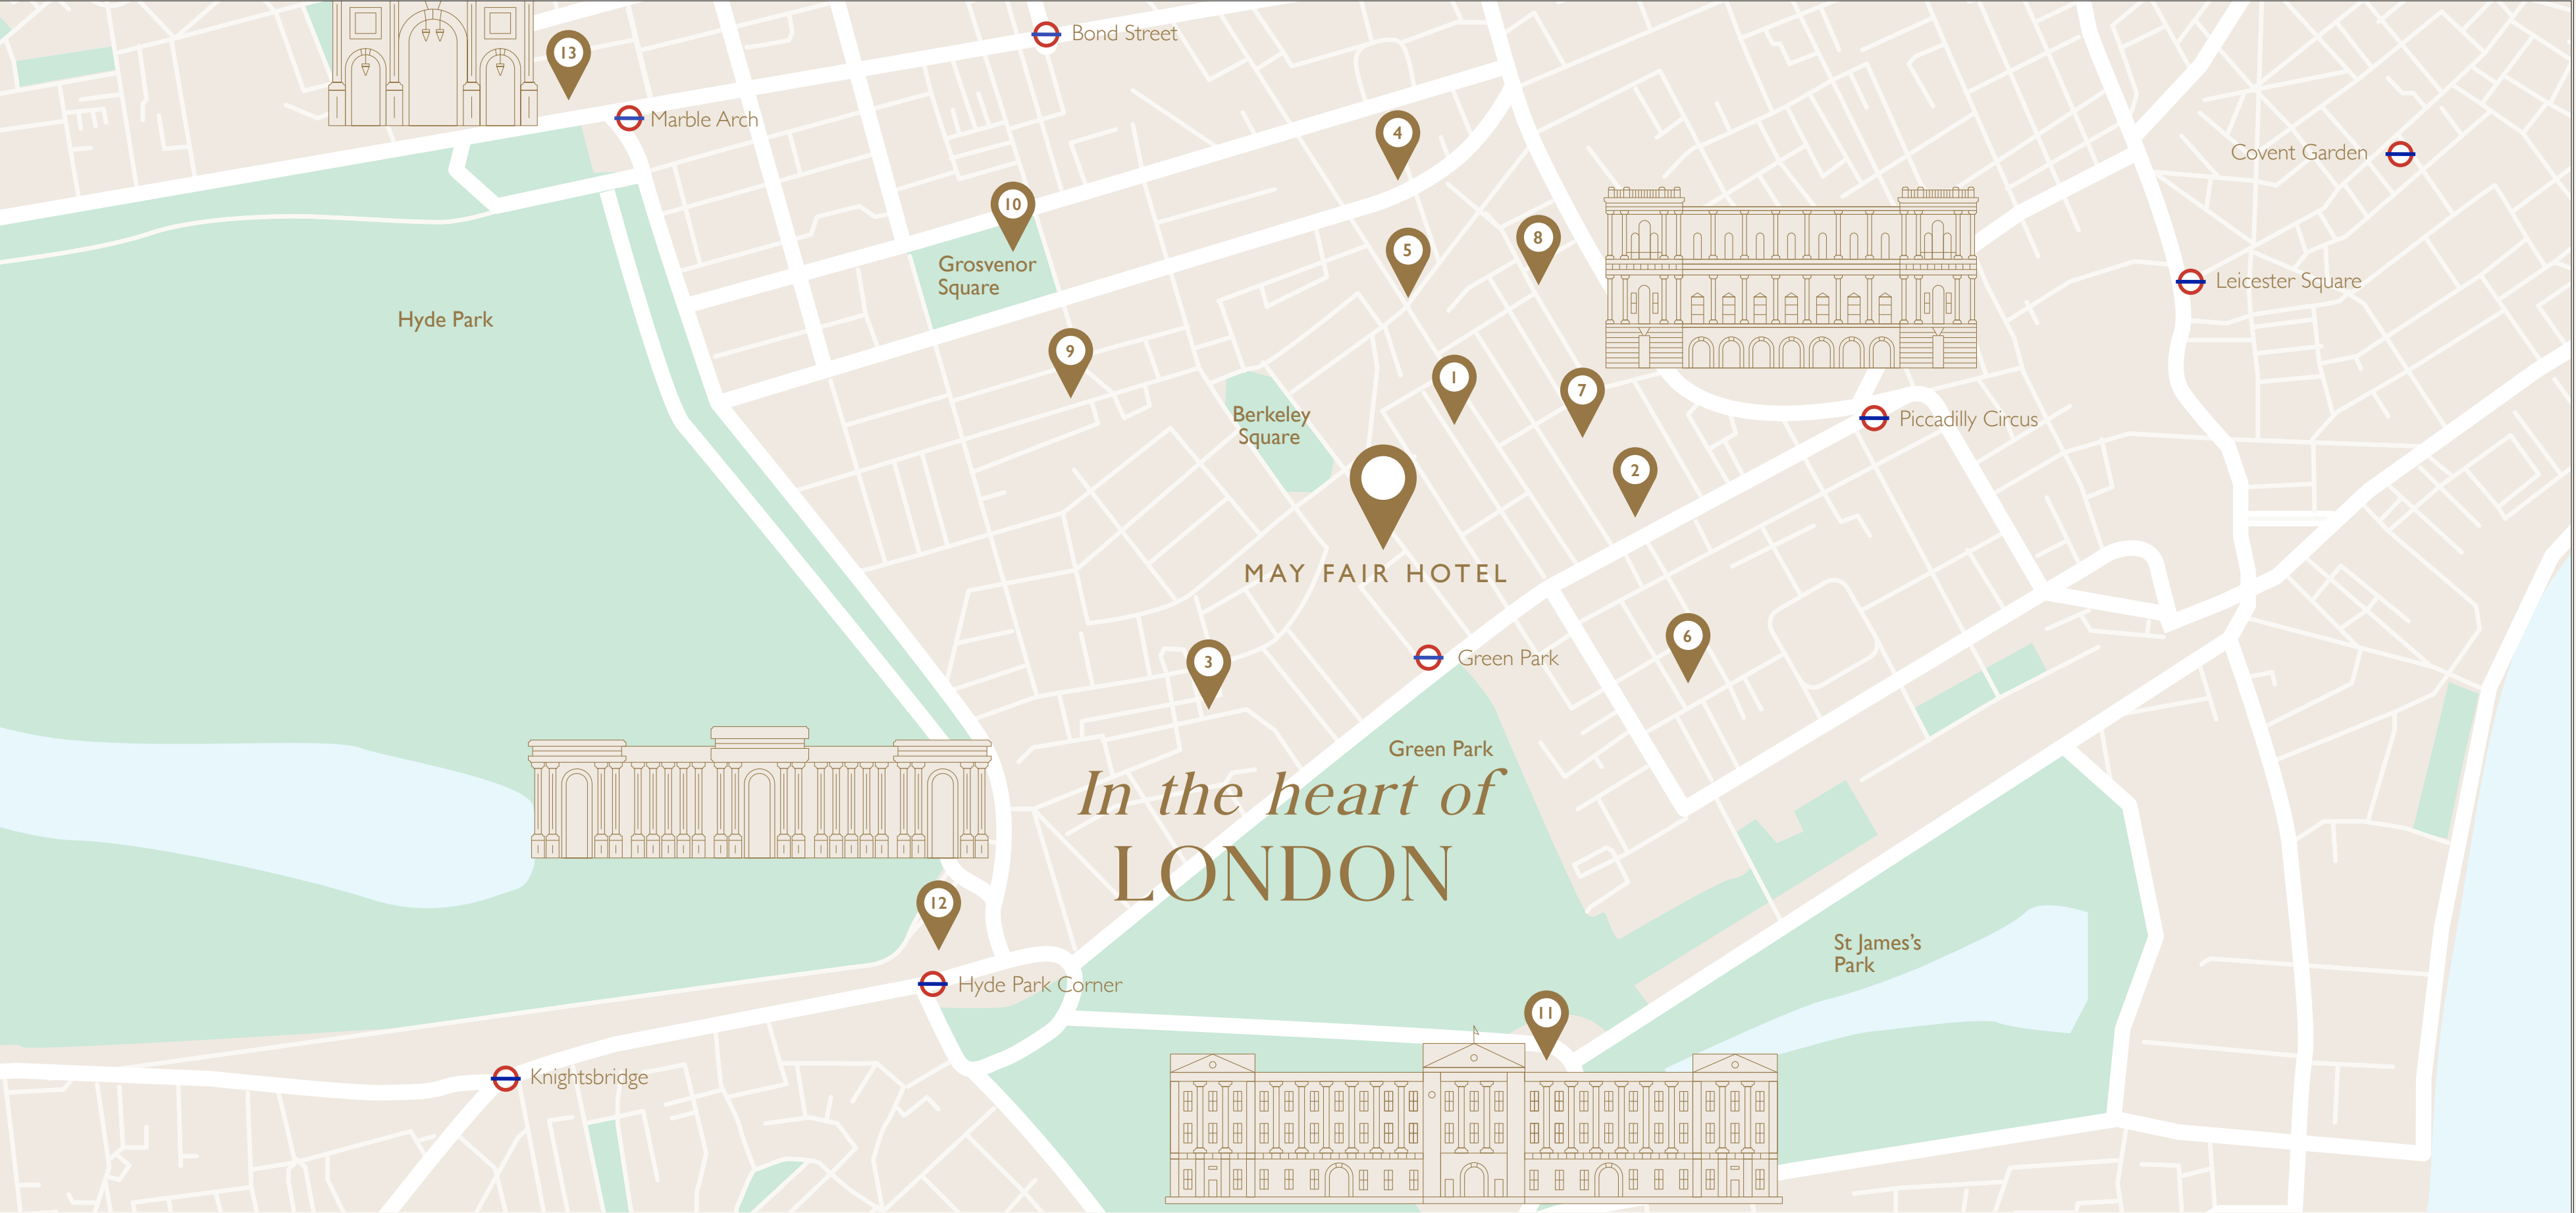 Bond Street
13
Marble Arch
4
Covent Garden
10
8
5
Grosvenor
Square
Leicester Square
Hyde Park
9
1
7
Berkeley
Square
Piccadilly Circus
2
MAY FAIR HOTEL
6
3
Green Park
Green Park
In the heart of
LONDON
12
St James's
Park
Hyde Park Corner
11
Knightsbridge